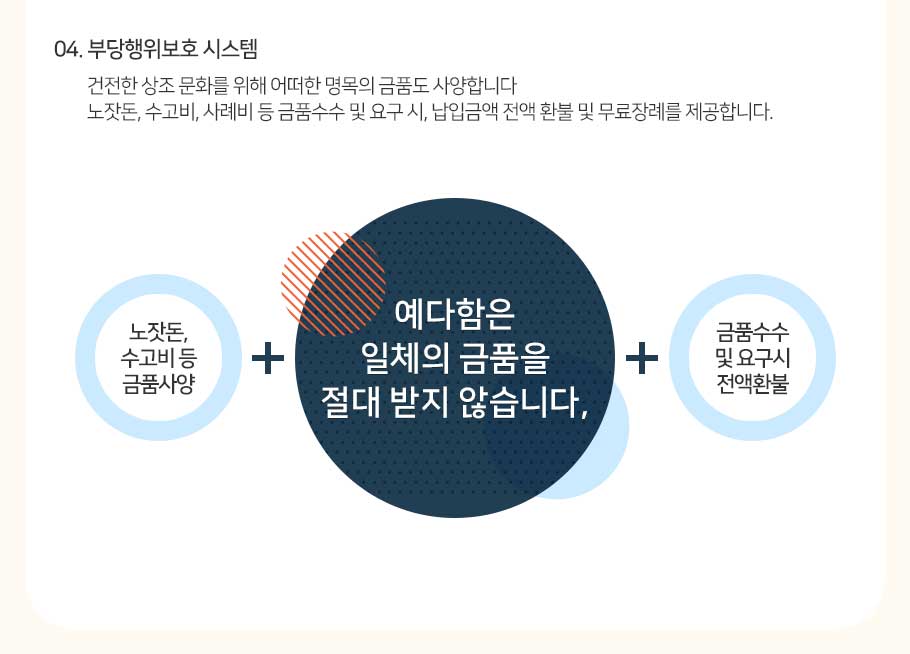 04. 부당행위보호 시스템
건전한 상조 문화를 위해 어떠한 명목의 금품도 사양합니다
노잣돈, 수고비, 사례비 등 금품수수 및 요구 시, 납입금액 전액 환불 및 무료장례를 제공합니다.
노잣돈,
수고비 등
금품사양
+
예다함은
일체의 금품을
절대 받지 않습니다,
+
금품수수
및 요구시
전액환불